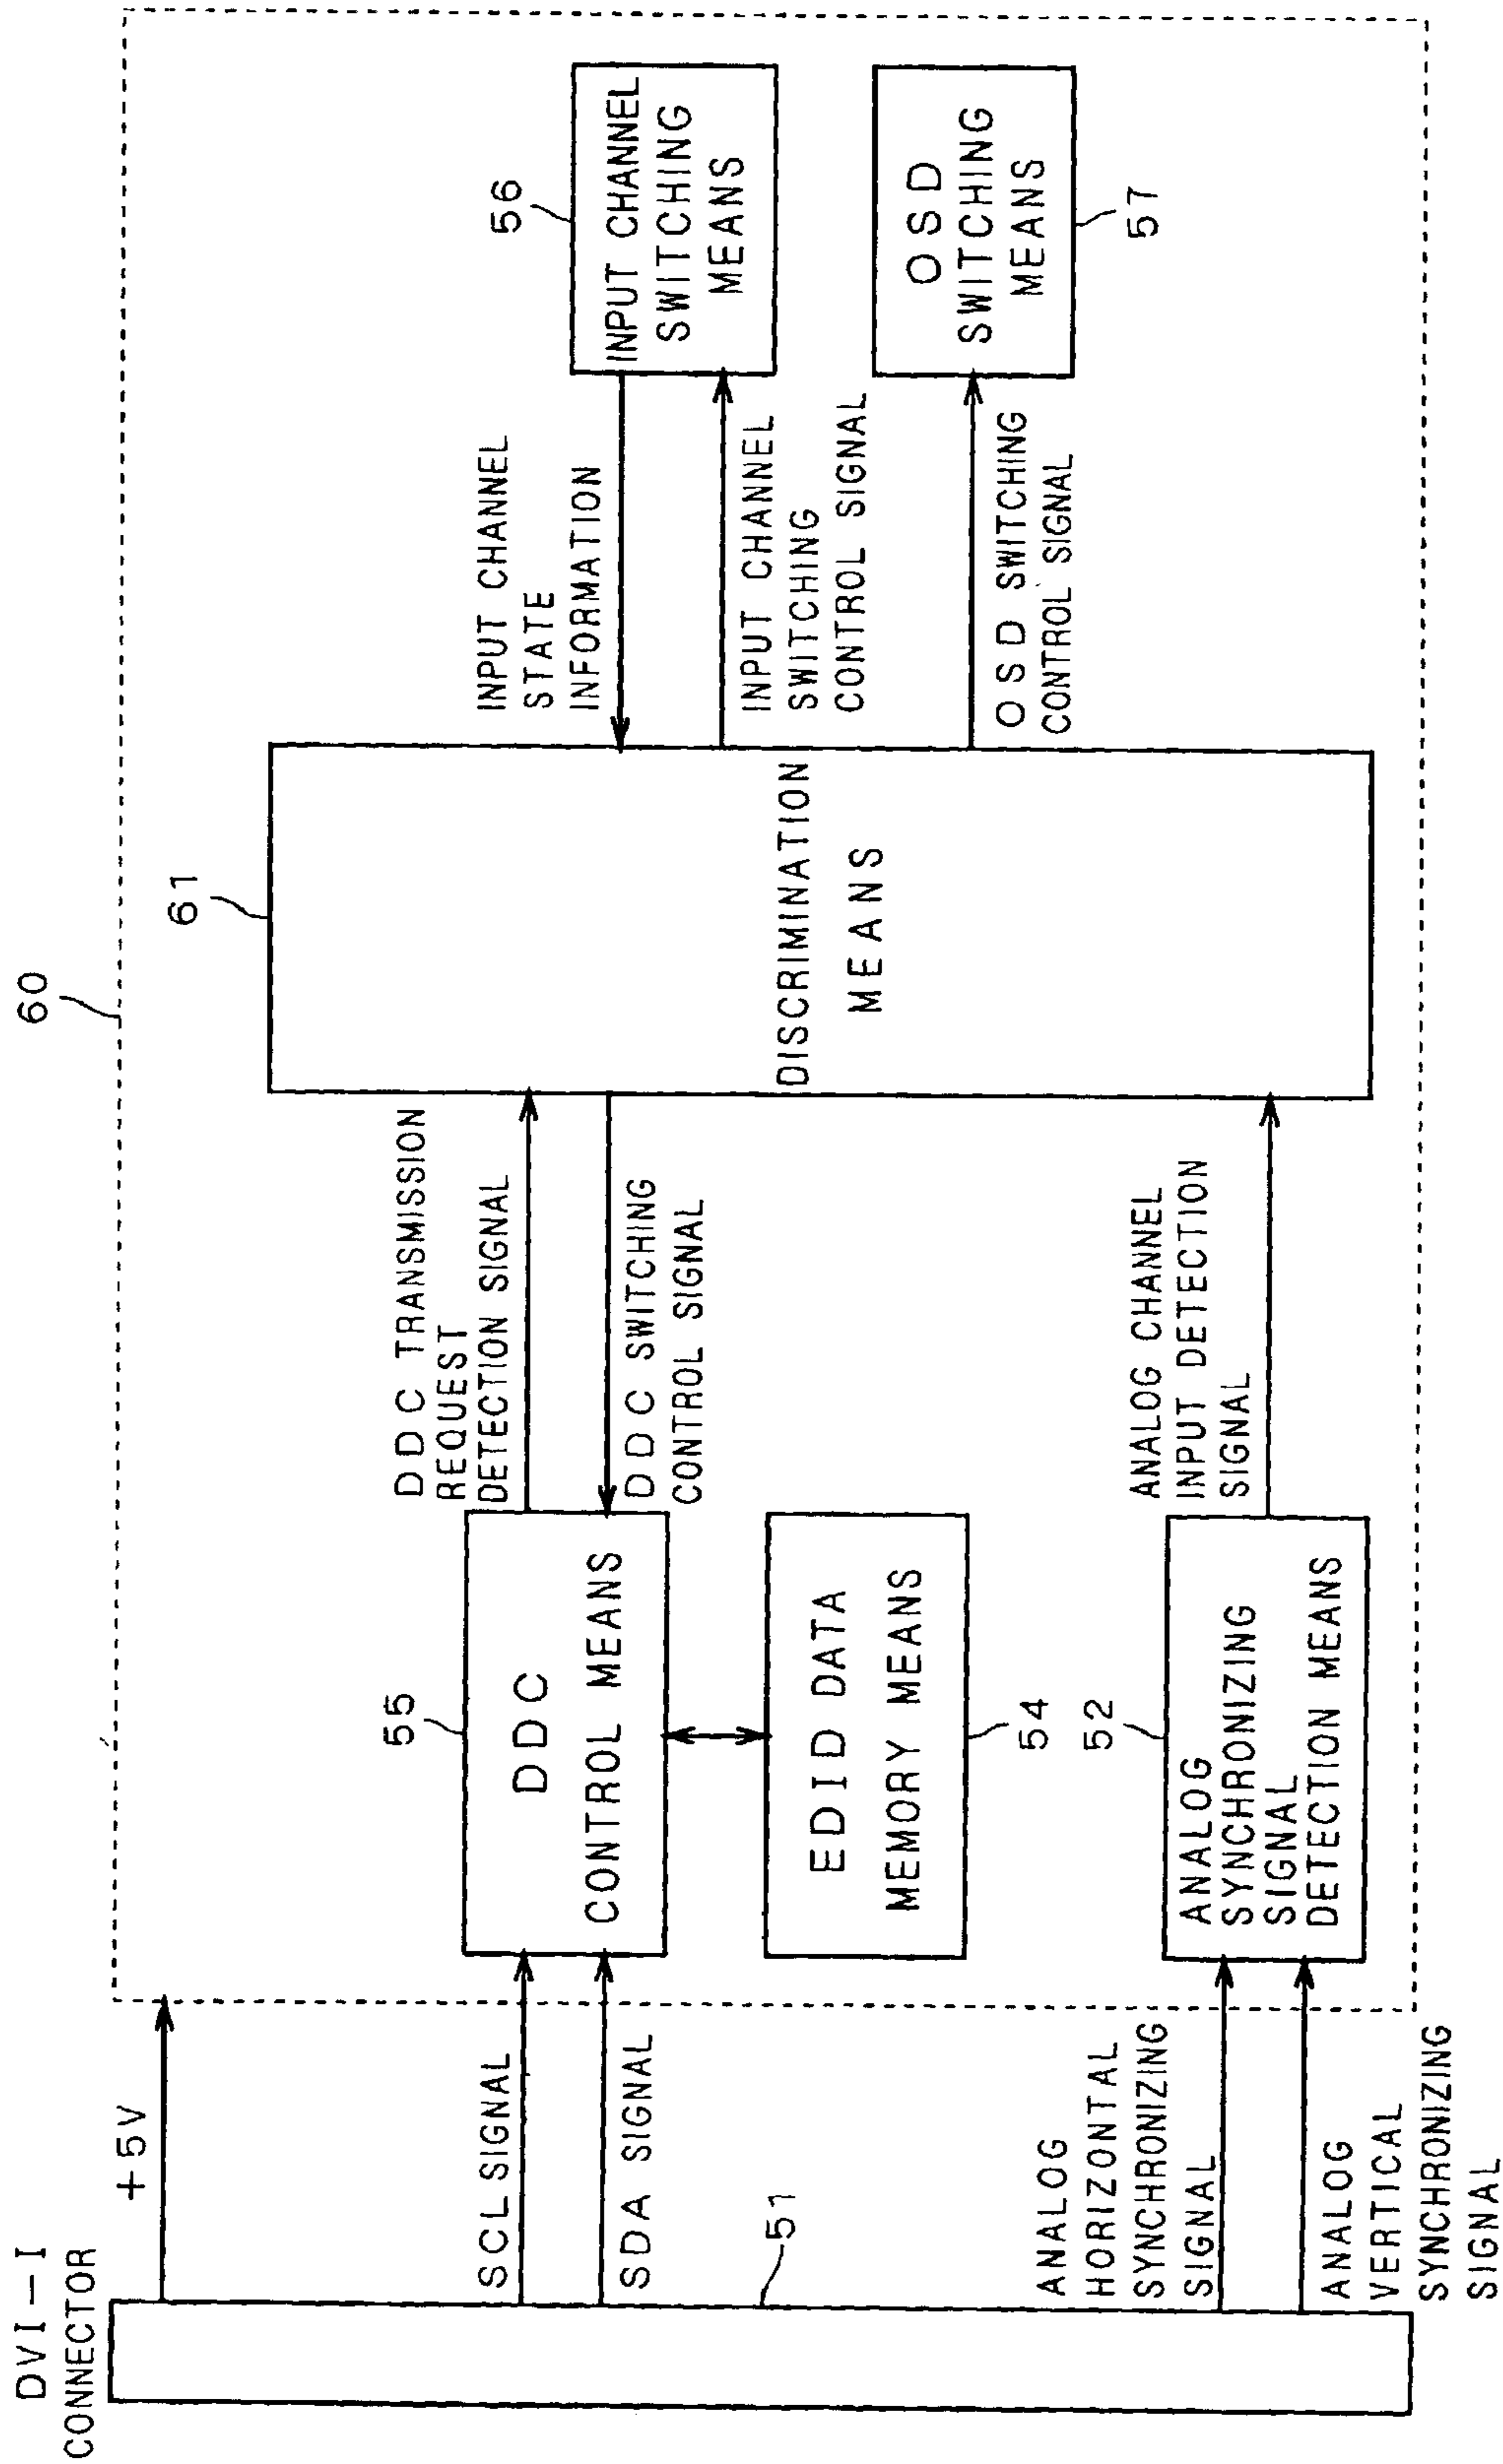 60
DVI-I
CONNECTOR
+5V
SCL SIGNAL
SDA SIGNAL
51
ANALOG
HORIZONTAL
SYNCHRONIZING
SIGNAL
ANALOG
VERTICAL
SYNCHRONIZING
SIGNAL
55
DDC
CONTROL MEANS
EDID DATA
MEMORY MEANS
54
52
ANALOG
SYNCHRONIZING
SIGNAL
DETECTION MEANS
DDC TRANSMISSION
REQUEST
DETECTION SIGNAL
DDC SWITCHING
CONTROL SIGNAL
ANALOG CHANNEL
INPUT DETECTION
SIGNAL
61
DISCRIMINATION
MEANS
INPUT CHANNEL
STATE
INFORMATION
INPUT CHANNEL
SWITCHING
CONTROL SIGNAL
OSD SWITCHING
CONTROL SIGNAL
56
INPUT CHANNEL
SWITCHING
MEANS
OSD
SWITCHING
MEANS
57